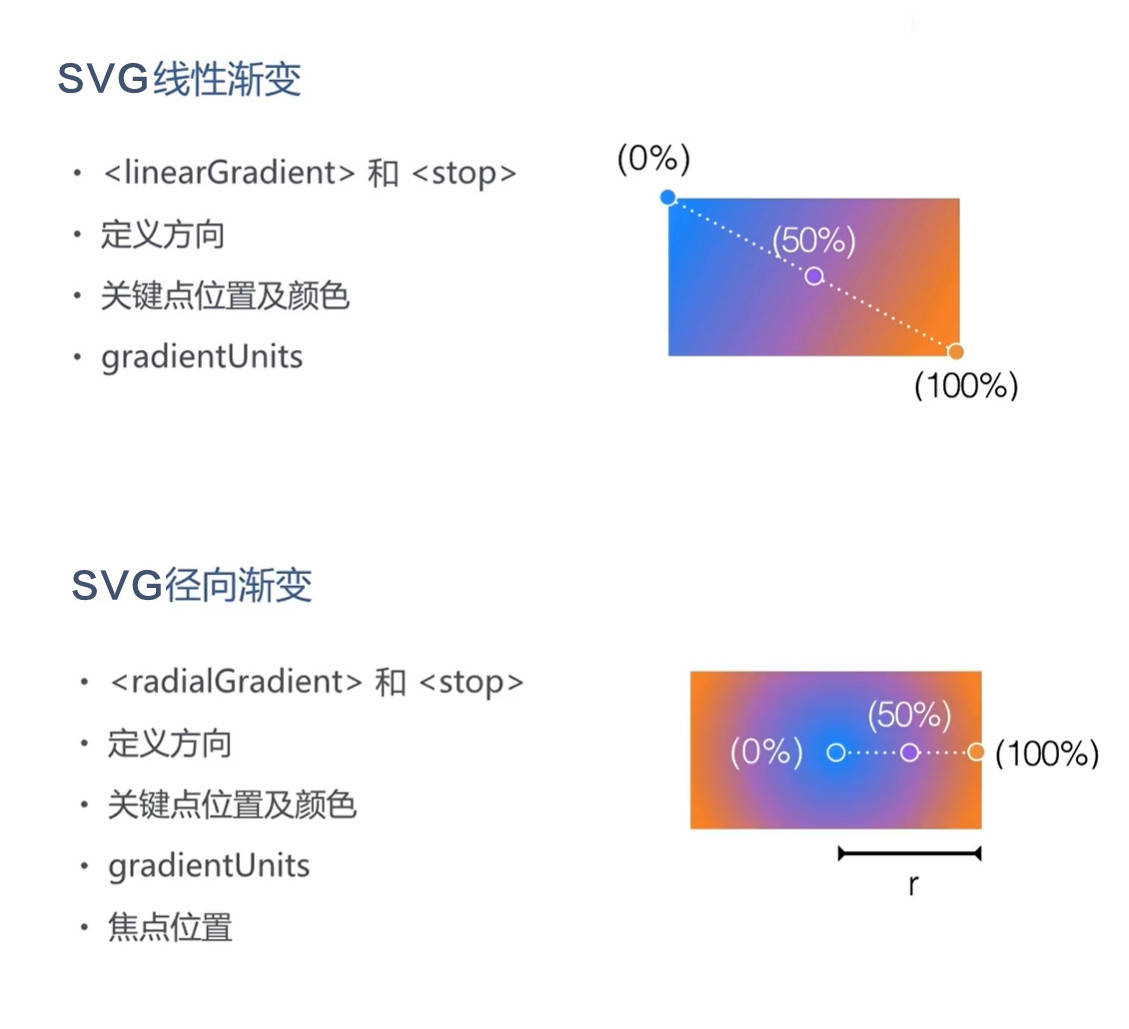 SVG线性渐变
• <linearGradient> 和 <stop>
• 定义方向
• 关键点位置及颜色
• gradientUnits
(0%)
(50%)
(100%)
SVG径向渐变
• <radialGradient> 和 <stop>
• 定义方向
• 关键点位置及颜色
• gradientUnits
• 焦点位置
(50%)
(0%)
(100%)
r